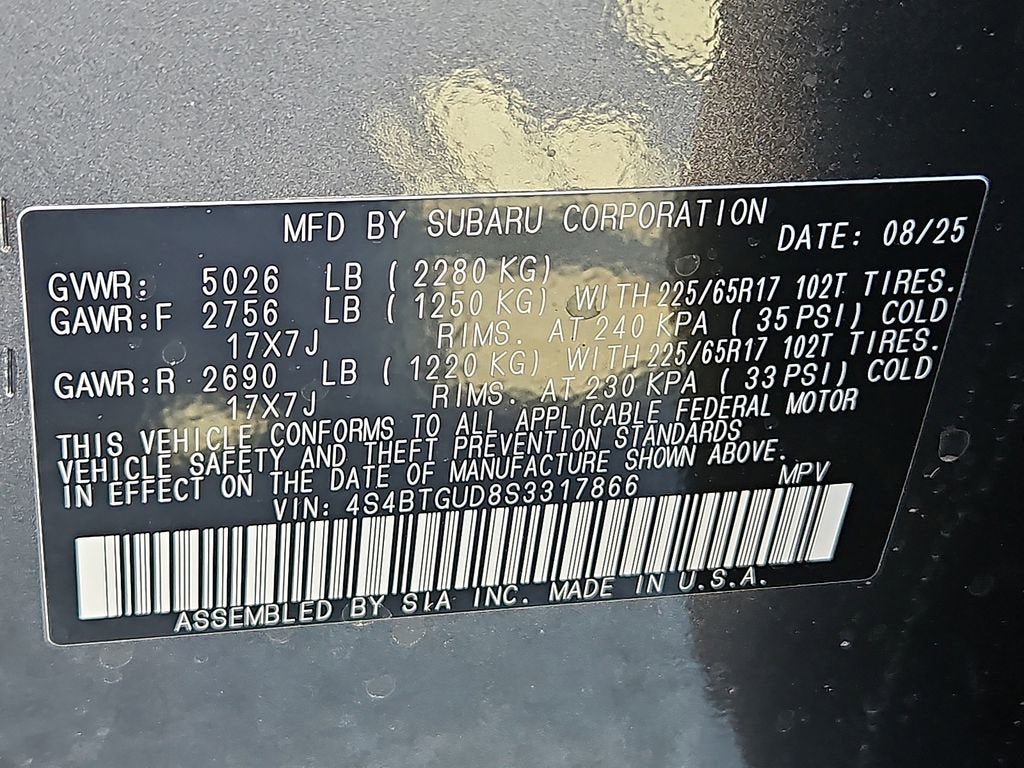 MFD BY SUBARU CORPORATION
DATE: 08/25
GVWR: 5026 LB (2280 KG)
GAWR:F 2756 LB (1250 KG) WITH 225/65R17 102T TIRES.
17X7J RIMS. AT 240 KPA (35 PSI) COLD
GAWR:R 2690 LB (1220 KG) WITH 225/65R17 102T TIRES.
17X7J RIMS. AT 230 KPA (33 PSI) COLD
THIS VEHICLE CONFORMS TO ALL APPLICABLE FEDERAL MOTOR
VEHICLE SAFETY AND THEFT PREVENTION STANDARDS
IN EFFECT ON THE DATE OF MANUFACTURE SHOWN ABOVE.
VIN: 4S4BTGUD8S3317866 MPV
ASSEMBLED BY SIA INC. MADE IN U.S.A.